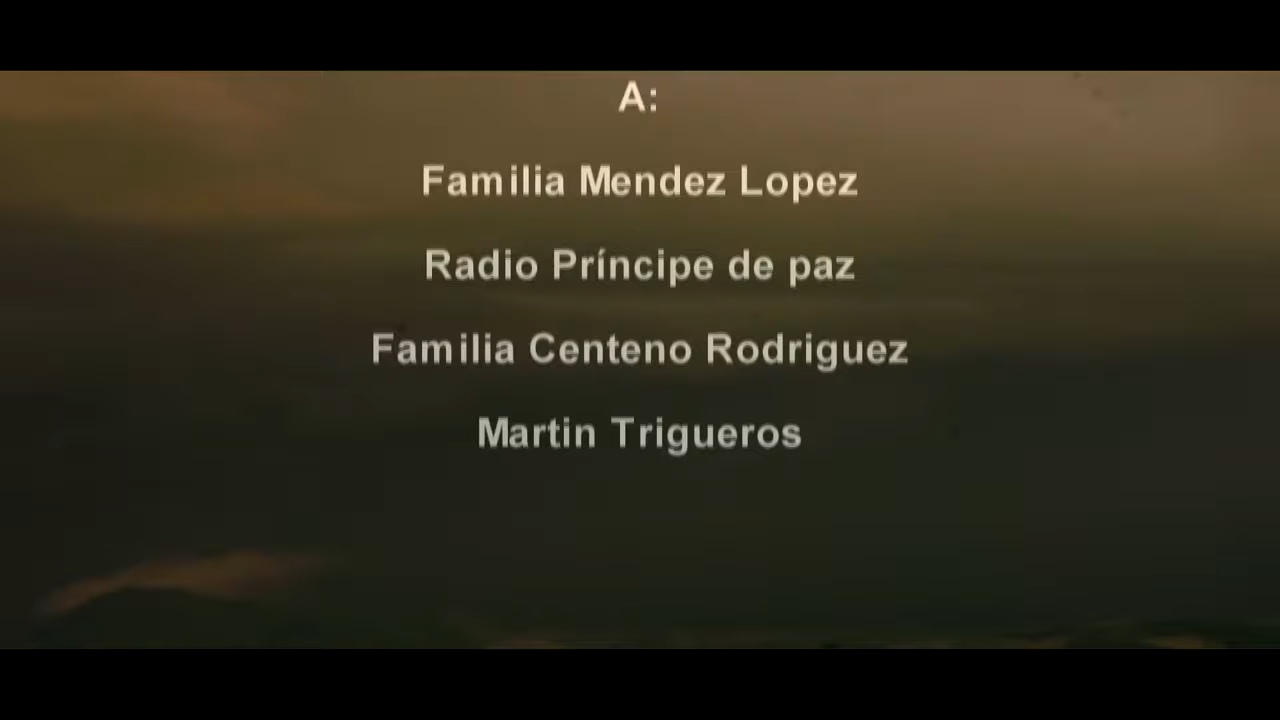 A:
Familia Mendez Lopez
Radio Príncipe de paz
Familia Centeno Rodriguez
Martin Trigueros